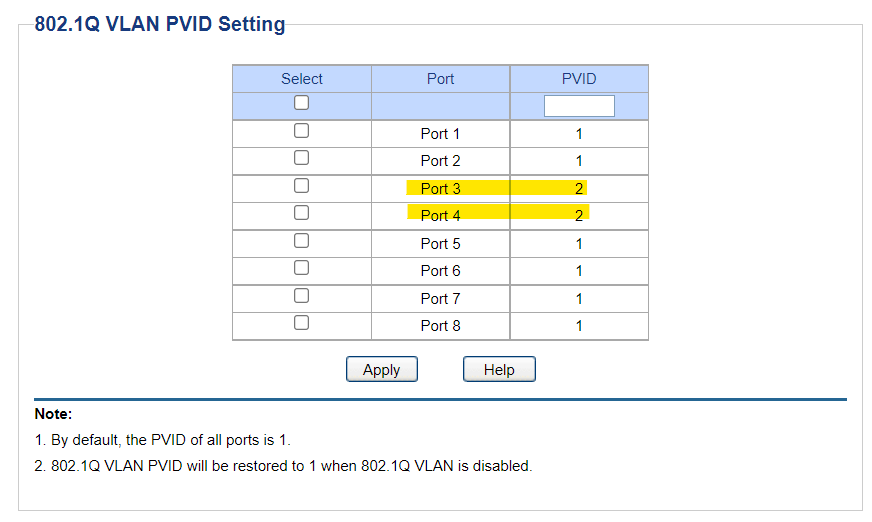 802.1Q VLAN PVID Setting
Select Port PVID
Port 1 1
Port 2 1
Port 3 2
Port 4 2
Port 5 1
Port 6 1
Port 7 1
Port 8 1
Apply Help
Note:
1. By default, the PVID of all ports is 1.
2. 802.1Q VLAN PVID will be restored to 1 when 802.1Q VLAN is disabled.